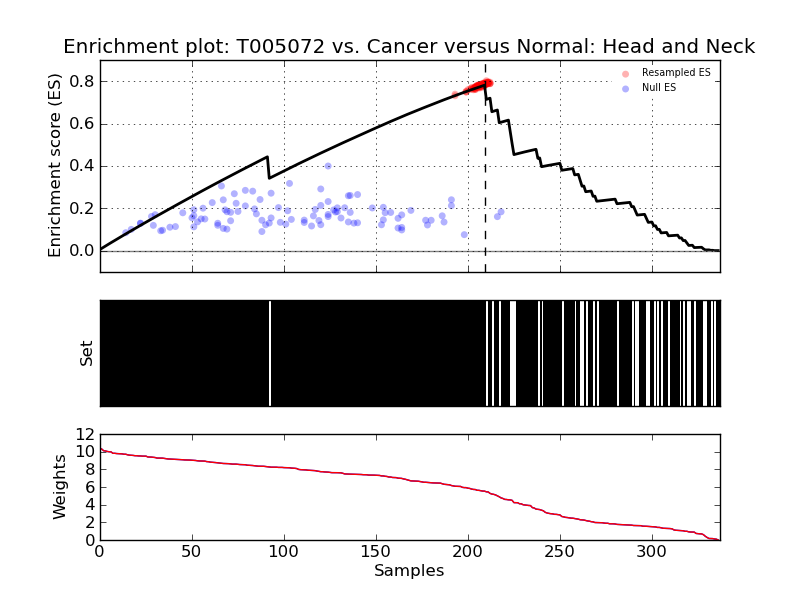 Enrichment plot: T005072 vs. Cancer versus Normal: Head and Neck
Enrichment score (ES)
0.8
0.6
0.4
0.2
0.0
Resampled ES
Null ES
Set
Weights
12
10
8
6
4
2
0
0 50 100 150 200 250 300
Samples